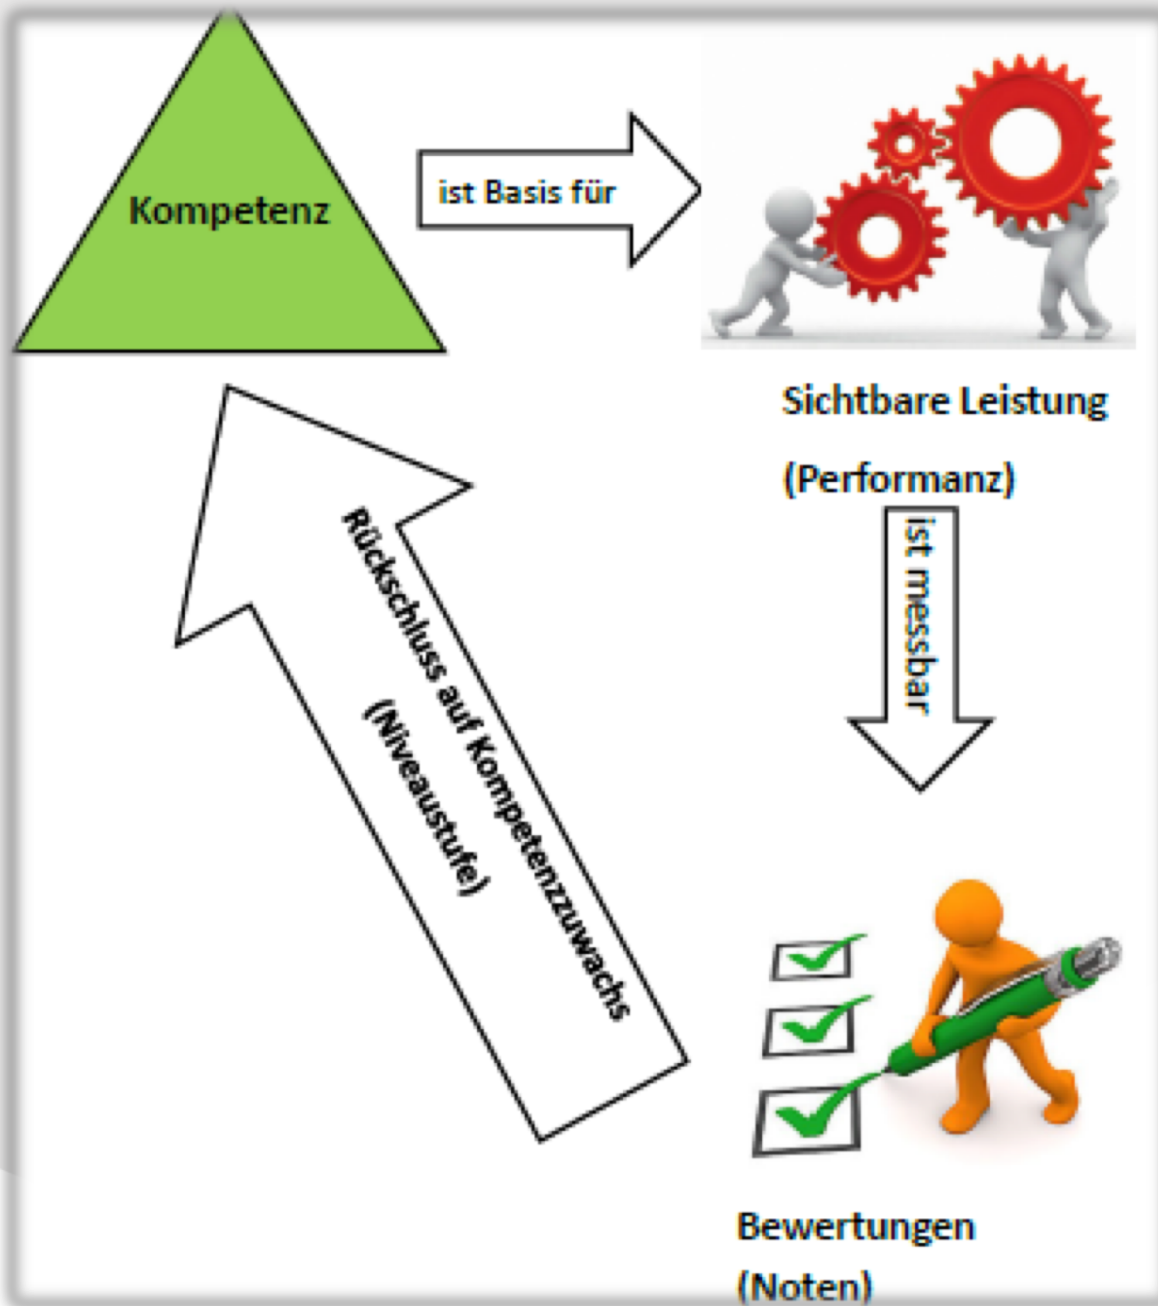 Kompetenz
ist Basis für
Sichtbare Leistung
(Performanz)
ist messbar
Rückschluss auf Kompetenzzuwachs
(Niveaustufe)
Bewertungen
(Noten)